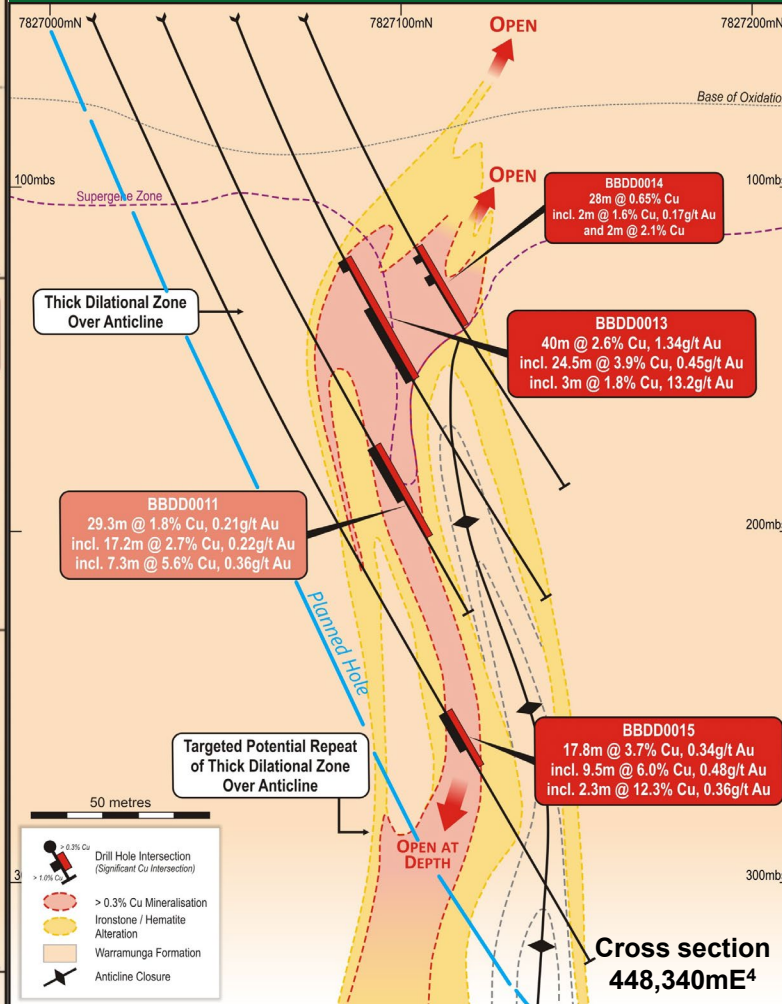 7827000mN
7827100mN
7827200mN
OPEN
Base of Oxidatio
100mbs
100mb
Supergene Zone
OPEN
BBDD0014
28m @ 0.65% Cu
incl. 2m @ 1.6% Cu, 0.17g/t Au
and 2m @ 2.1% Cu
Thick Dilational Zone
Over Anticline
BBDD0013
40m @ 2.6% Cu, 1.34g/t Au
incl. 24.5m @ 3.9% Cu, 0.45g/t Au
incl. 3m @ 1.8% Cu, 13.2g/t Au
BBDD0011
29.3m @ 1.8% Cu, 0.21g/t Au
incl. 17.2m @ 2.7% Cu, 0.22g/t Au
incl. 7.3m @ 5.6% Cu, 0.36g/t Au
200mb
Planned Hole
BBDD0015
17.8m @ 3.7% Cu, 0.34g/t Au
incl. 9.5m @ 6.0% Cu, 0.48g/t Au
incl. 2.3m @ 12.3% Cu, 0.36g/t Au
Targeted Potential Repeat
of Thick Dilational Zone
Over Anticline
50 metres
OPEN AT
DEPTH
> 0.3% Cu
Drill Hole Intersection
(Significant Cu Intersection)
> 1.0% Cu
> 0.3% Cu Mineralisation
Ironstone / Hematite
Alteration
Warramunga Formation
Anticline Closure
3
300mb
Cross section
448,340mE⁴